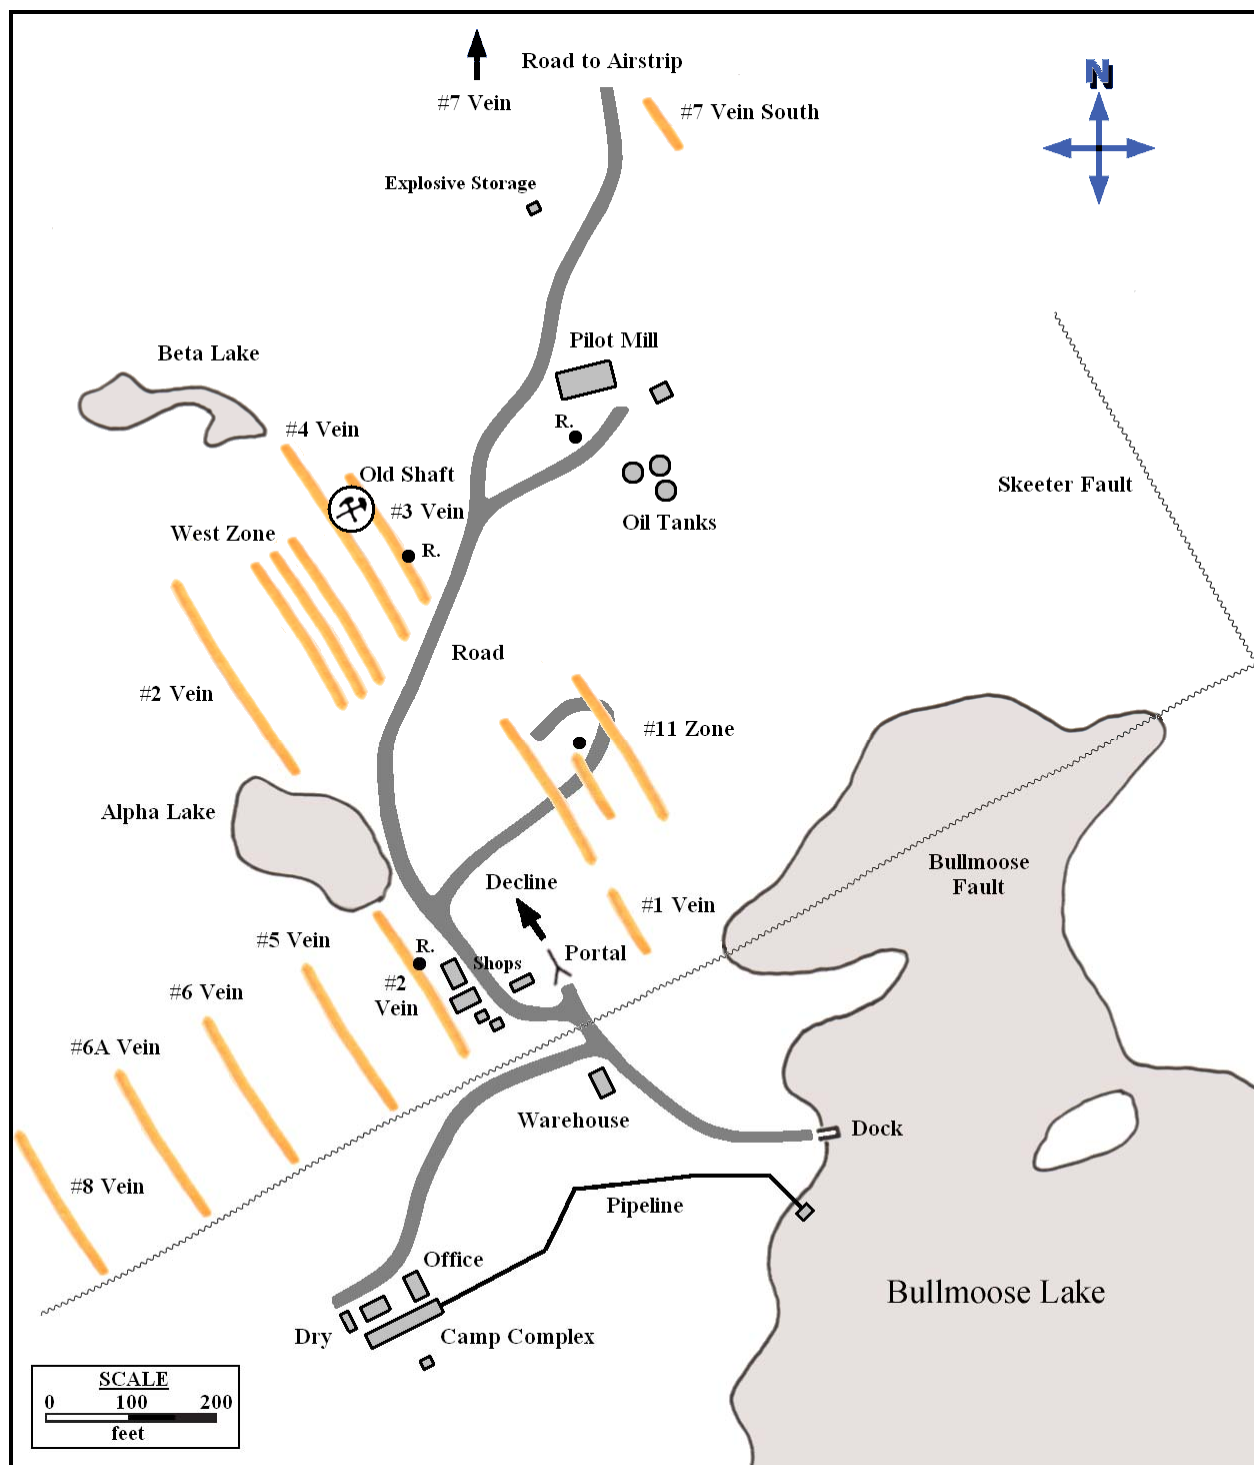 Road to Airstrip
N
#7 Vein
#7 Vein South
Explosive Storage
Pilot Mill
Beta Lake
R.
#4 Vein
Old Shaft
Skeeter Fault
#3 Vein
Oil Tanks
West Zone
R.
Road
#2 Vein
#11 Zone
Alpha Lake
Bullmoose
Fault
Decline
#1 Vein
#5 Vein
R.
Shops
Portal
#2
Vein
#6 Vein
#6A Vein
Warehouse
Dock
#8 Vein
Pipeline
Office
Bullmoose Lake
Dry
Camp Complex
SCALE
0 100 200
feet